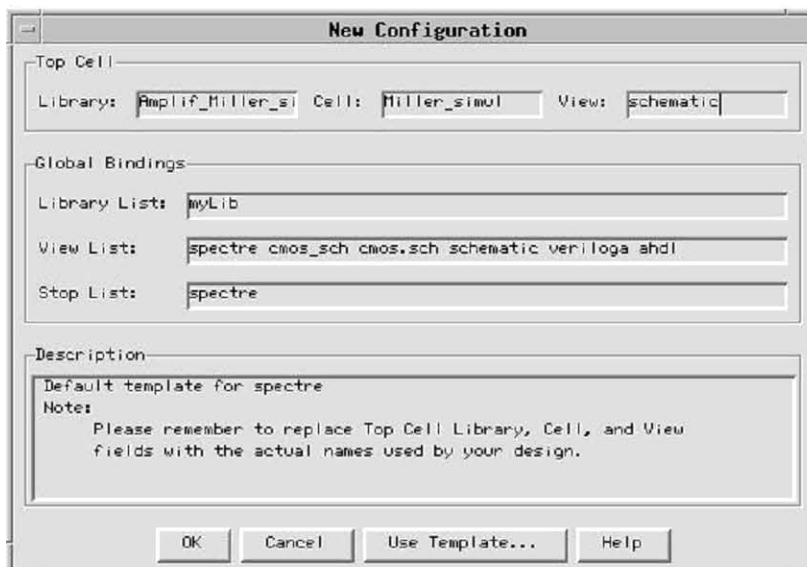 New Configuration
Top Cell
Library: Amplif_Miller_si Cell: Miller_simul View: schematic
Global Bindings
Library List: myLib
View List: spectre cmos_sch cmos.sch schematic veriloga ahdl
Stop List: spectre
Description
Default template for spectre
Note:
Please remember to replace Top Cell Library, Cell, and View
fields with the actual names used by your design.
OK Cancel Use Template... Help